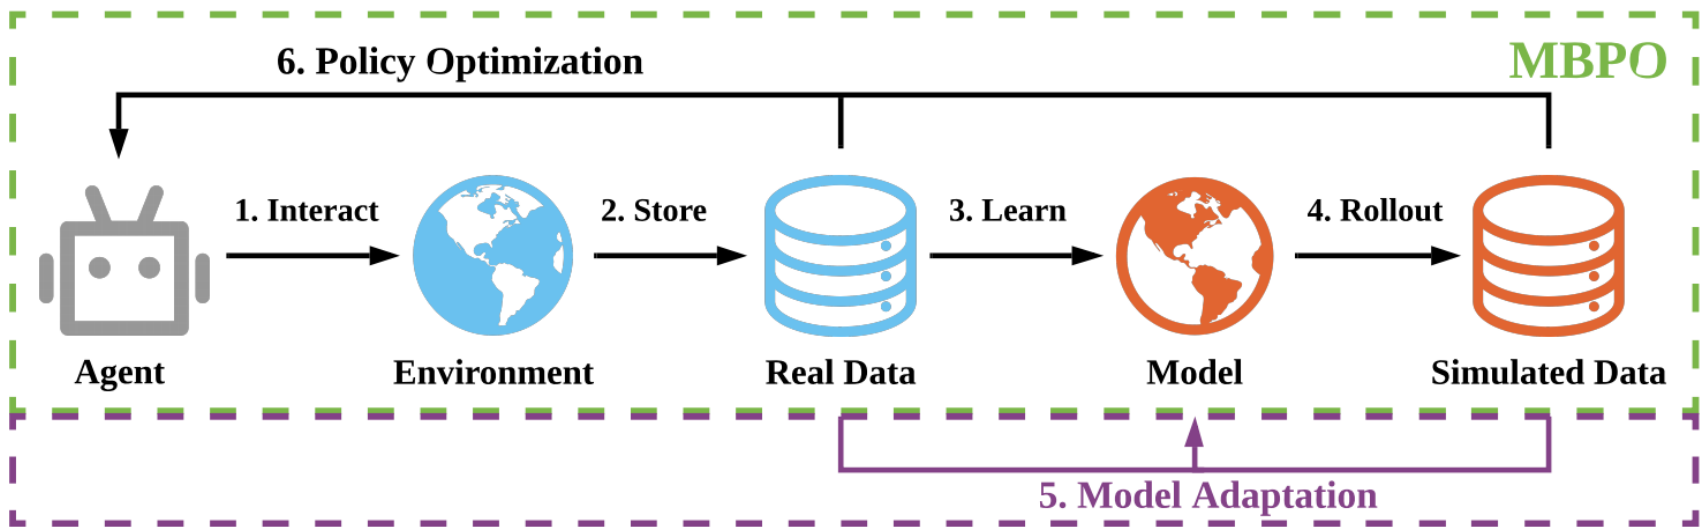 6. Policy Optimization
MBPO
1. Interact
2. Store
3. Learn
4. Rollout
Agent
Environment
Real Data
Model
Simulated Data
5. Model Adaptation